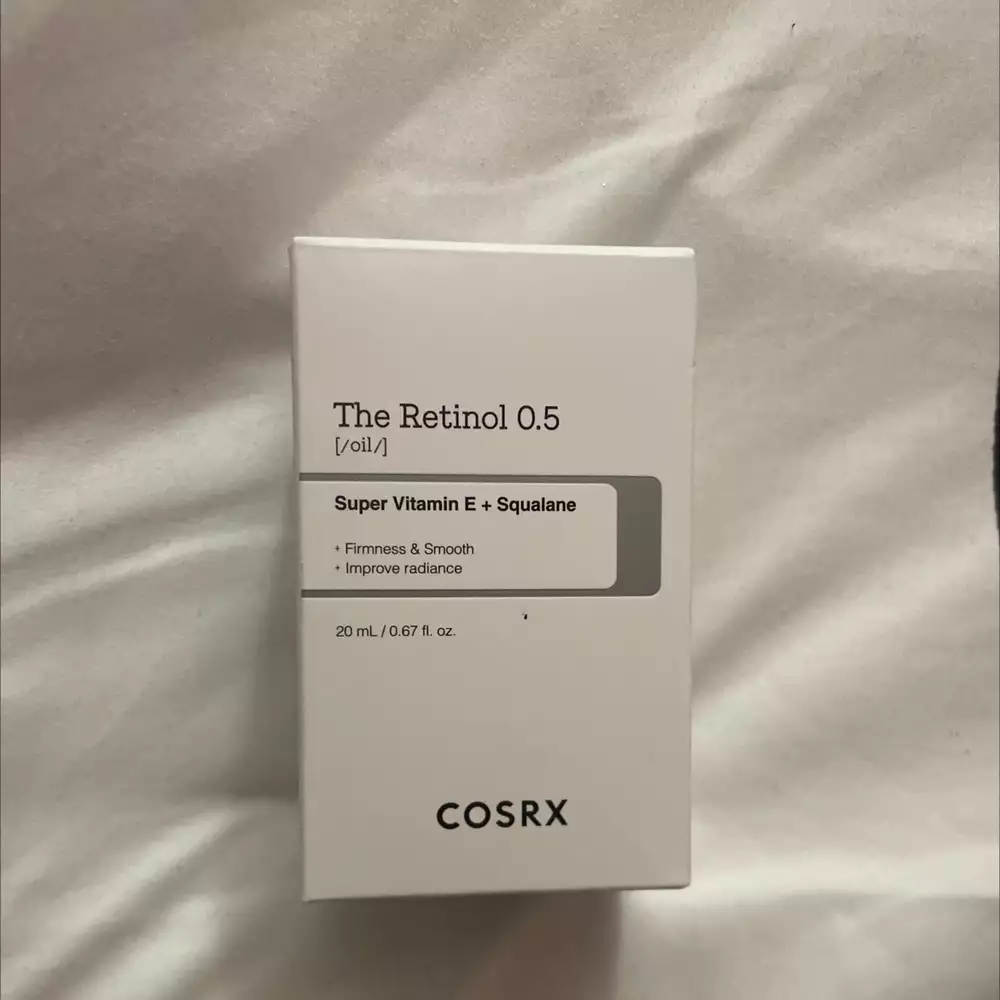 The Retinol 0.5
[/oil/]
Super Vitamin E + Squalane
+ Firmness & Smooth
+ Improve radiance
20 mL / 0.67 fl. oz.
COSRX